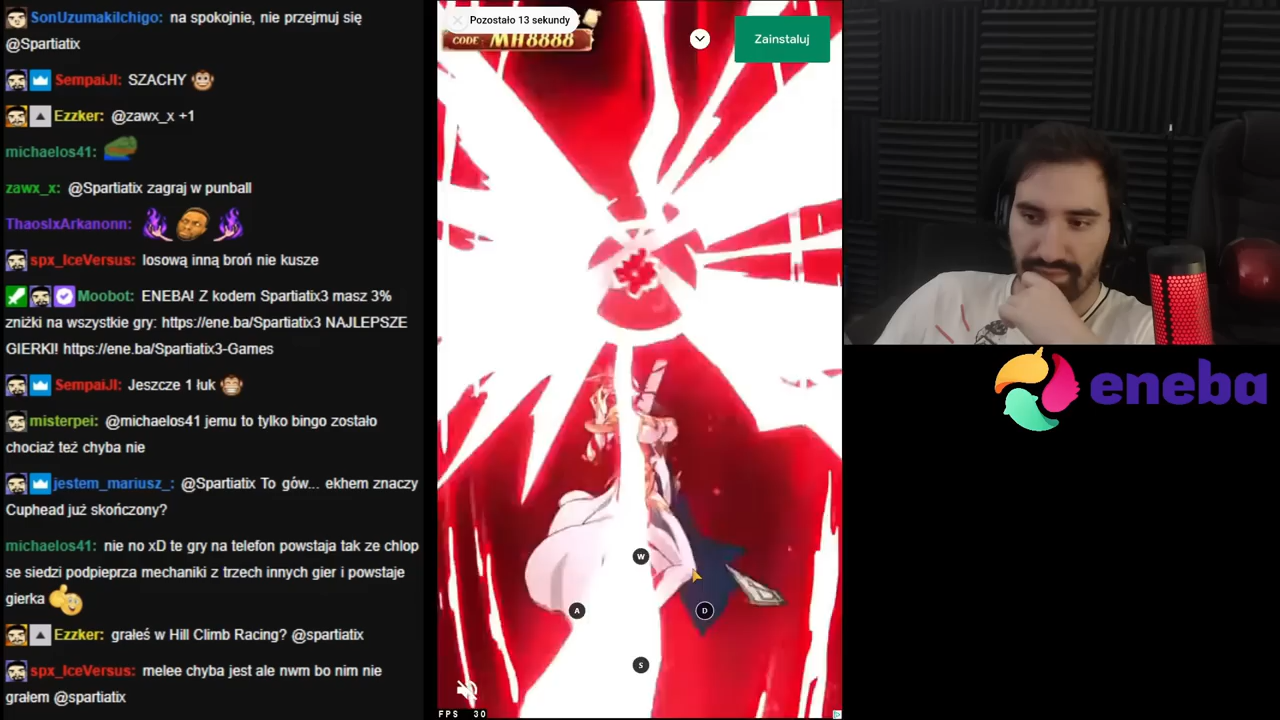 SonUzumakiIchigo: na spokojnie, nie przejmuj się
@Spartiatix
SempaiJI: SZACHY
Ezzker: @zawx_x +1
michaelos41:
zawx_x: @Spartiatix zagraj w punball
ThaosIxArkanonn:
spx_IceVersus: losową inną broń nie kusze
Moobot: ENEBA! Z kodem Spartiatix3 masz 3%
zniżki na wszystkie gry: https://ene.ba/Spartiatix3 NAJLEPSZE
GIERKI! https://ene.ba/Spartiatix3-Games
SempaiJI: Jeszcze 1 łuk
misterpei: @michaelos41 jemu to tylko bingo zostało
chociaż też chyba nie
jestem_mariusz_: @Spartiatix To gów... ekhem znaczy
Cuphead już skończony?
michaelos41: nie no xD te gry na telefon powstaja tak ze chlop
se siedzi podpieprza mechaniki z trzech innych gier i powstaje
gierka
Ezzker: grałeś w Hill Climb Racing? @spartiatix
spx_IceVersus: melee chyba jest ale nwm bo nim nie
grałem @spartiatix
Pozostało 13 sekundy
CODE: MH8888
Zainstaluj
W
A
D
S
FPS 30
eneba